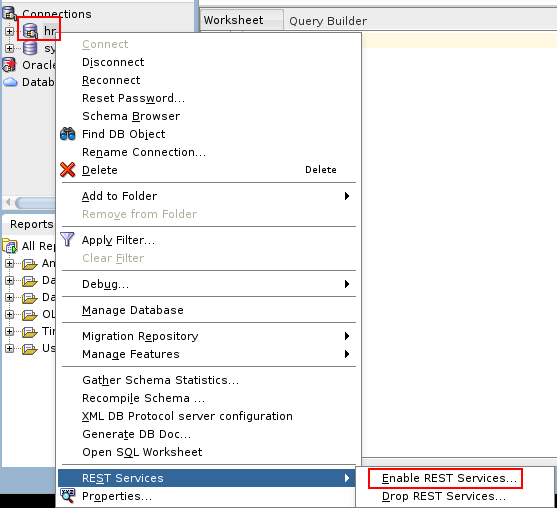 Connections
Worksheet
Query Builder
hr
sy
Oracle
Datab
Connect
Disconnect
Reconnect
Reset Password...
Schema Browser
Find DB Object
Rename Connection...
Delete Delete
Add to Folder
Remove from Folder
Apply Filter...
Clear Filter
Debug...
Manage Database
Migration Repository
Manage Features
Gather Schema Statistics...
Recompile Schema ...
XML DB Protocol server configuration
Generate DB Doc...
Open SQL Worksheet
REST Services
Properties...
Enable REST Services...
Drop REST Services...
Reports
All Rep
An
Da
Da
OL
Tir
Us